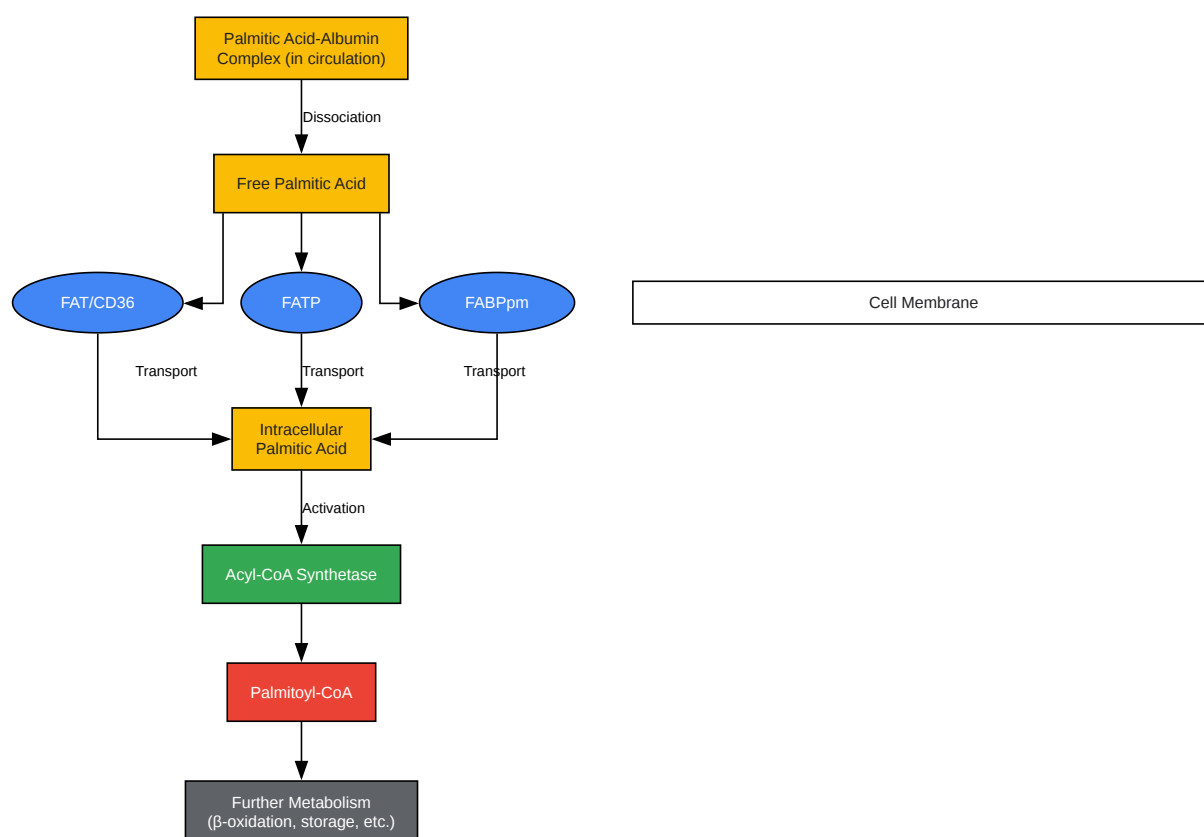 Palmitic Acid-Albumin
Complex (in circulation)
Dissociation
Free Palmitic Acid
FAT/CD36
FATP
FABPpm
Cell Membrane
Transport
Transport
Transport
Intracellular
Palmitic Acid
Activation
Acyl-CoA Synthetase
Palmitoyl-CoA
Further Metabolism
(β-oxidation, storage, etc.)